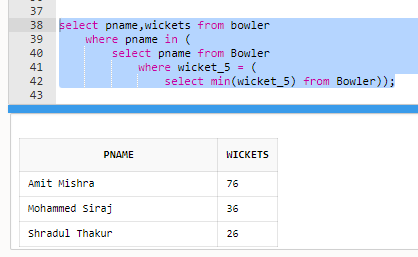 37
38 select pname,wickets from bowler
39 where pname in (
40 select pname from Bowler
41 where wicket_5 = (
42 select min(wicket_5) from Bowler));
43
PNAME WICKETS
Amit Mishra 76
Mohammed Siraj 36
Shradul Thakur 26